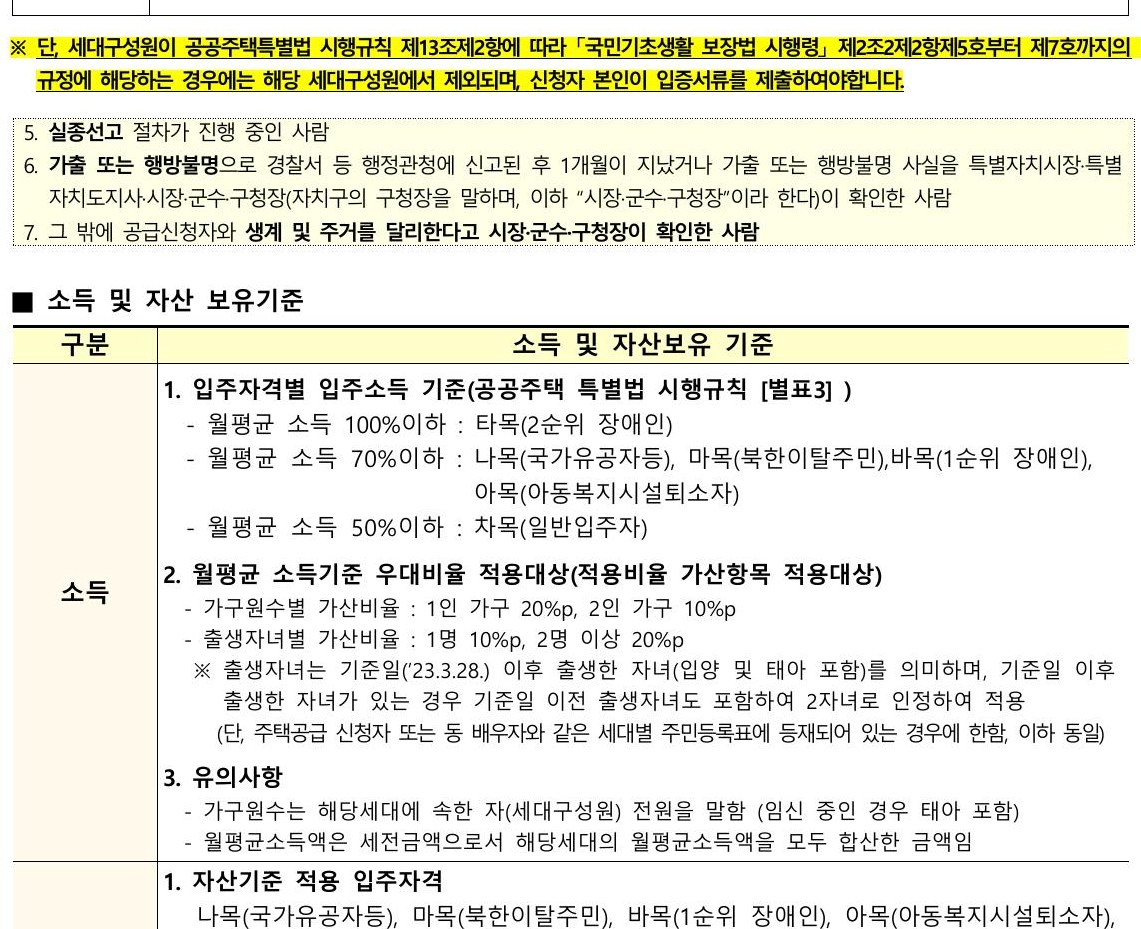 ※ 단, 세대구성원이 공공주택특별법 시행규칙 제13조제2항에 따라「국민기초생활 보장법 시행령」제2조2제2항제5호부터 제7호까지의
규정에 해당하는 경우에는 해당 세대구성원에서 제외되며, 신청자 본인이 입증서류를 제출하여야합니다.
5. 실종선고 절차가 진행 중인 사람
6. 가출 또는 행방불명으로 경찰서 등 행정관청에 신고된 후 1개월이 지났거나 가출 또는 행방불명 사실을 특별자치시장·특별
자치도지사·시장·군수·구청장(자치구의 구청장을 말하며, 이하 “시장·군수·구청장”이라 한다)이 확인한 사람
7. 그 밖에 공급신청자와 생계 및 주거를 달리한다고 시장·군수·구청장이 확인한 사람
■ 소득 및 자산 보유기준
구분 소득 및 자산보유 기준
1. 입주자격별 입주소득 기준(공공주택 특별법 시행규칙 [별표3] )
- 월평균 소득 100%이하 : 타목(2순위 장애인)
- 월평균 소득 70%이하 : 나목(국가유공자등), 마목(북한이탈주민),바목(1순위 장애인),
아목(아동복지시설퇴소자)
- 월평균 소득 50%이하 : 차목(일반입주자)
2. 월평균 소득기준 우대비율 적용대상(적용비율 가산항목 적용대상)
소득
- 가구원수별 가산비율 : 1인 가구 20%p, 2인 가구 10%p
- 출생자녀별 가산비율 : 1명 10%p, 2명 이상 20%p
※ 출생자녀는 기준일(’23.3.28.) 이후 출생한 자녀(입양 및 태아 포함)를 의미하며, 기준일 이후
출생한 자녀가 있는 경우 기준일 이전 출생자녀도 포함하여 2자녀로 인정하여 적용
(단, 주택공급 신청자 또는 동 배우자와 같은 세대별 주민등록표에 등재되어 있는 경우에 한함, 이하 동일)
3. 유의사항
- 가구원수는 해당세대에 속한 자(세대구성원) 전원을 말함 (임신 중인 경우 태아 포함)
- 월평균소득액은 세전금액으로서 해당세대의 월평균소득액을 모두 합산한 금액임
1. 자산기준 적용 입주자격
나목(국가유공자등), 마목(북한이탈주민), 바목(1순위 장애인), 아목(아동복지시설퇴소자),